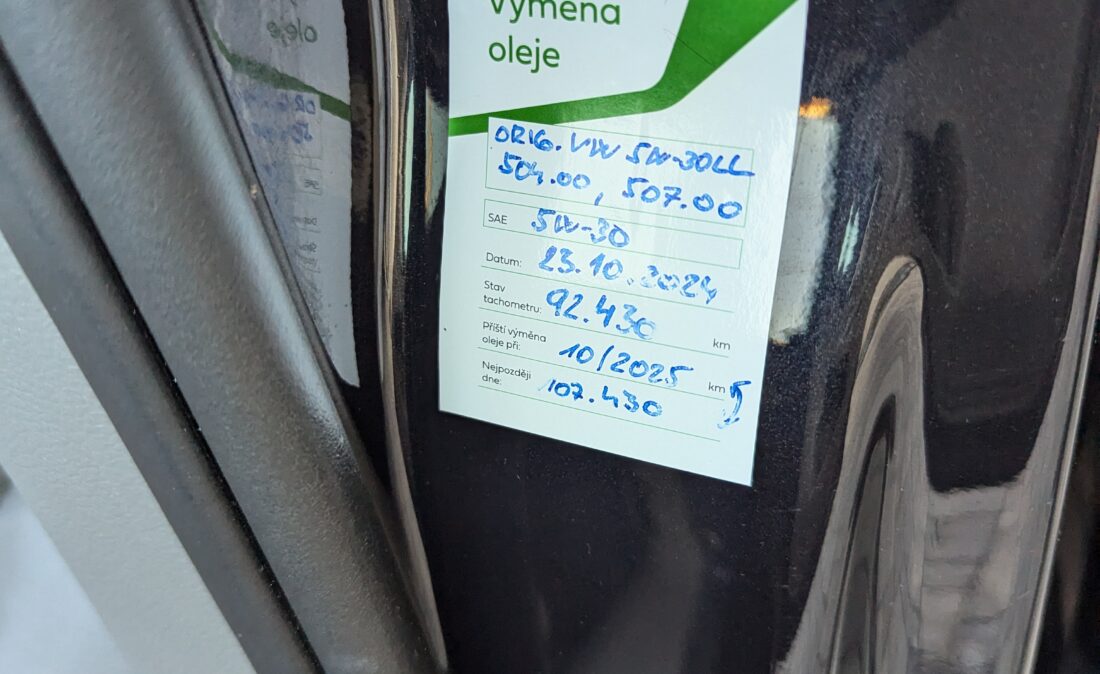 Výměna
oleje
ORIG. VW 5W-30LL
504.00, 507.00
SAE 5W-30
Datum: 23.10.2024
Stav
tachometru: 92.430 km
Příští výměna
oleje při: 10/2025 km
Nejpozději
dne: 107.430